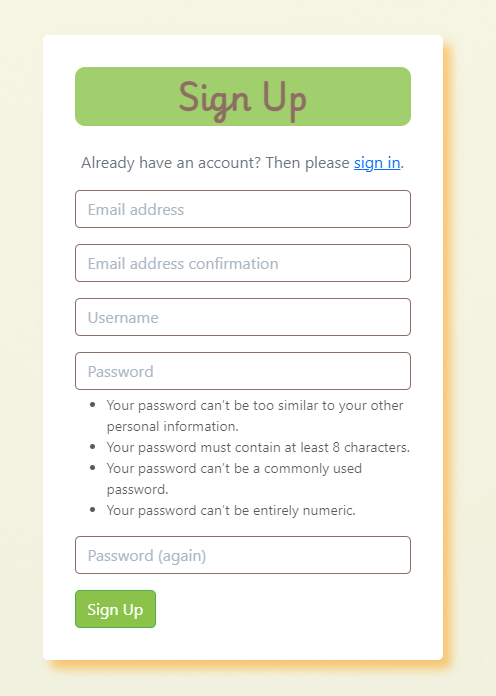 Sign Up
Already have an account? Then please sign in.
Email address
Email address confirmation
Username
Password
• Your password can't be too similar to your other
personal information.
• Your password must contain at least 8 characters.
• Your password can't be a commonly used
password.
• Your password can't be entirely numeric.
Password (again)
Sign Up